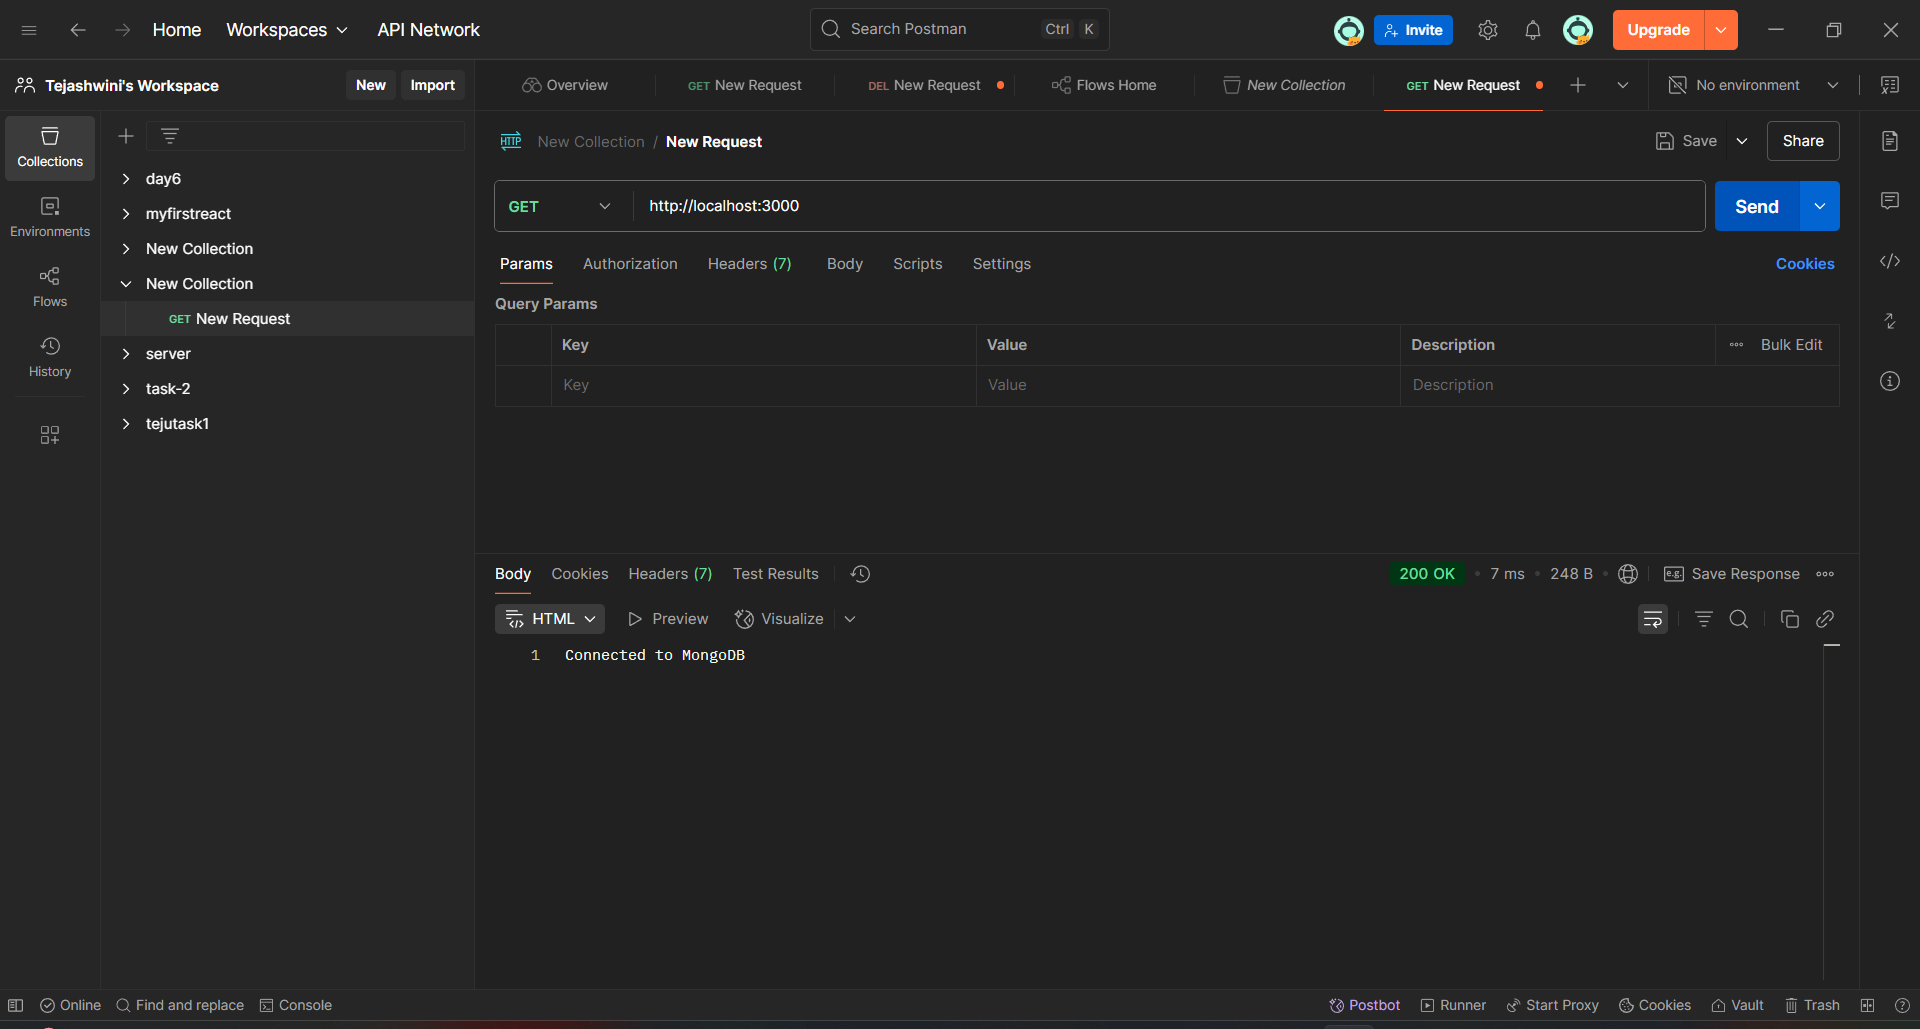 Home Workspaces API Network Search Postman Ctrl K Invite Upgrade
Tejashwini's Workspace New Import Overview GET New Request DEL New Request Flows Home New Collection GET New Request No environment
Collections
Environments
Flows
History
day6
myfirstreact
New Collection
New Collection
GET New Request
server
task-2
tejutask1
HTTP New Collection / New Request Save Share
GET http://localhost:3000 Send
Params Authorization Headers (7) Body Scripts Settings Cookies
Query Params
Key Value Description Bulk Edit
Key Value Description
Body Cookies Headers (7) Test Results 200 OK 7 ms 248 B e.g. Save Response
HTML Preview Visualize
1 Connected to MongoDB
Online Find and replace Console Postbot Runner Start Proxy Cookies Vault Trash